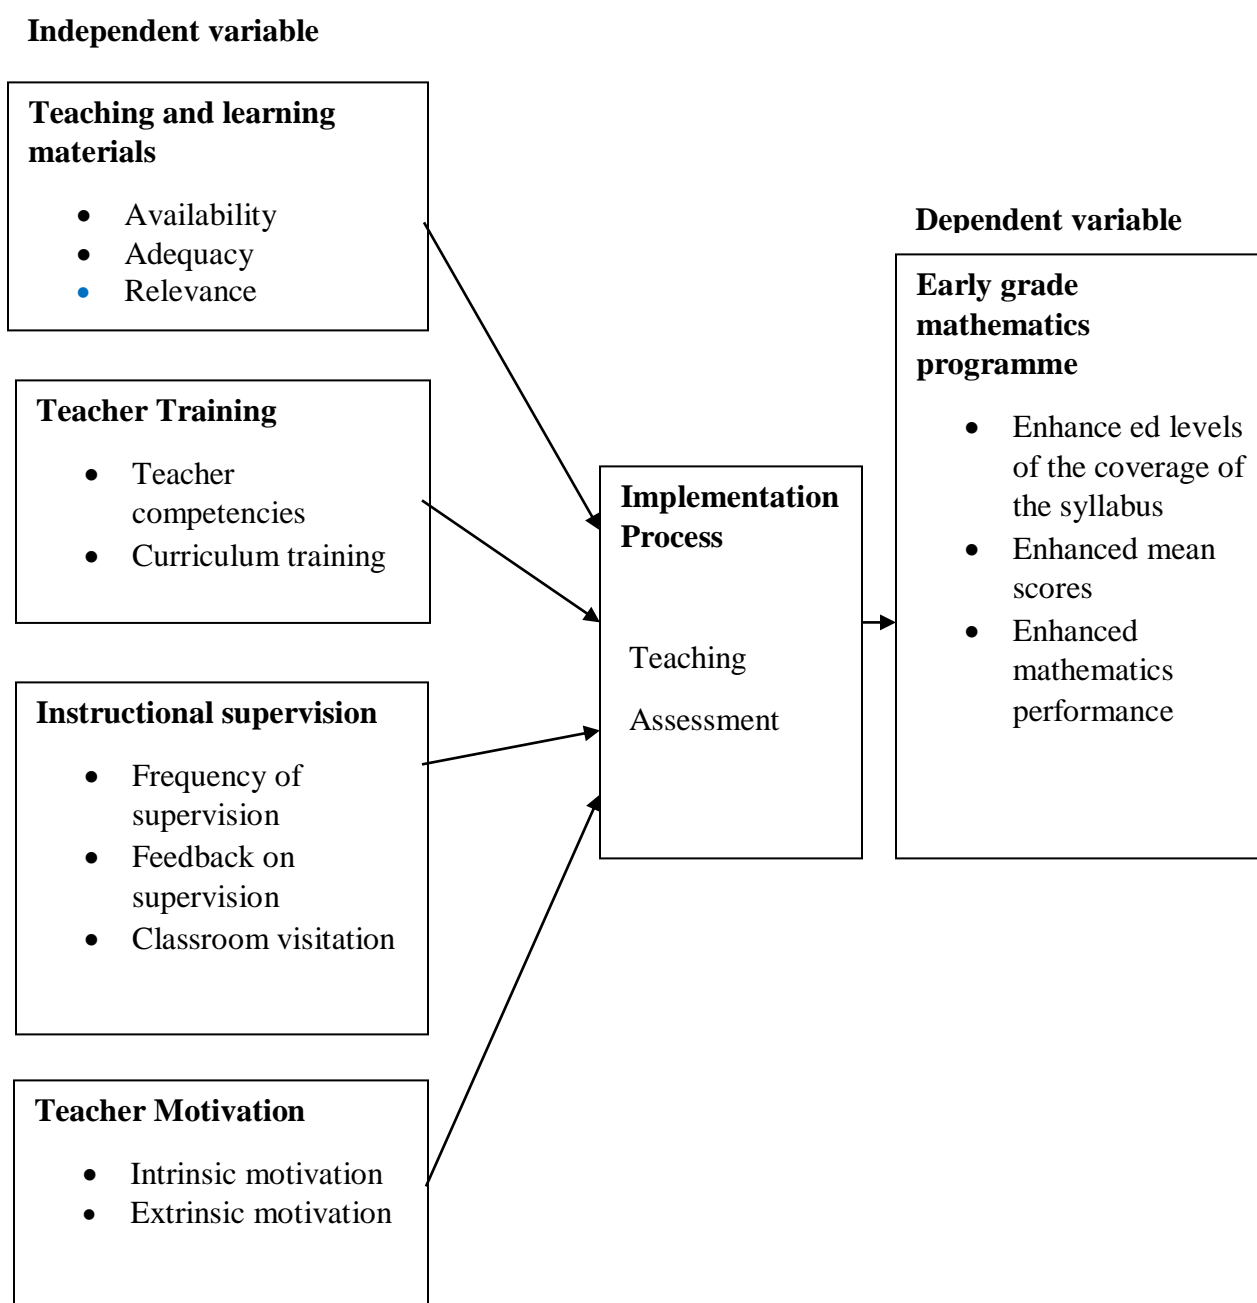 Independent variable
Teaching and learning
materials
• Availability
• Adequacy
• Relevance
Teacher Training
• Teacher
competencies
• Curriculum training
Instructional supervision
• Frequency of
supervision
• Feedback on
supervision
• Classroom visitation
Teacher Motivation
• Intrinsic motivation
• Extrinsic motivation
Implementation
Process
Teaching
Assessment
Dependent variable
Early grade
mathematics
programme
• Enhance ed levels
of the coverage of
the syllabus
• Enhanced mean
scores
• Enhanced
mathematics
performance